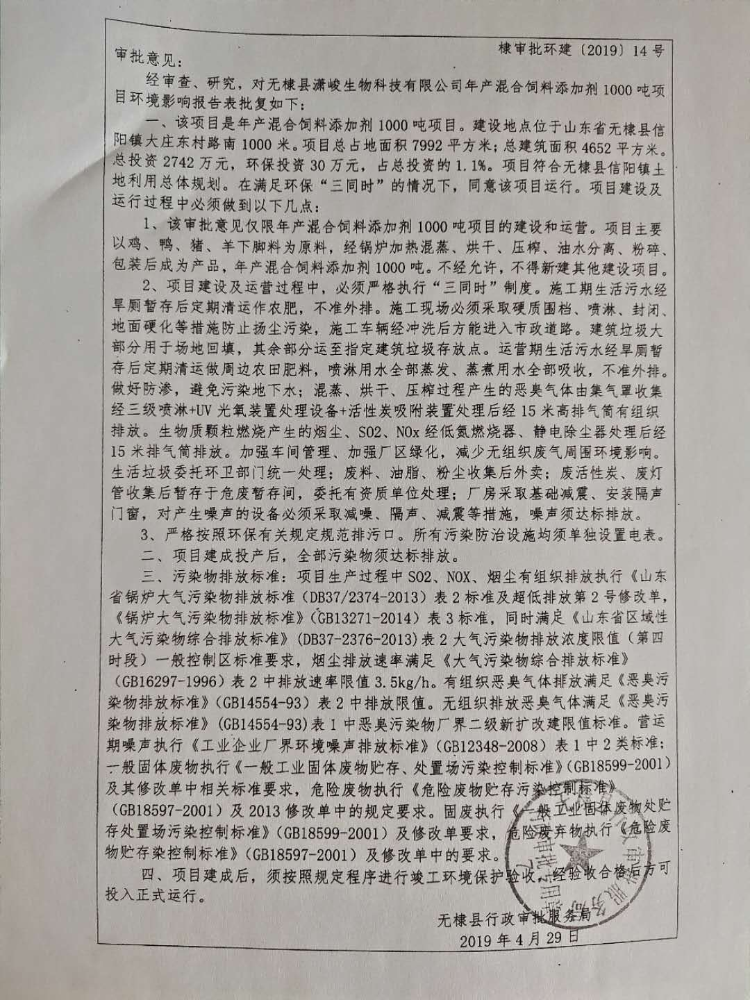 棣审批环建〔2019〕14号
审批意见：
经审查、研究，对无棣县潇峻生物科技有限公司年产混合饲料添加剂1000吨项
目环境影响报告表批复如下：
一、该项目是年产混合饲料添加剂1000吨项目。建设地点位于山东省无棣县信
阳镇大庄东村路南1000米。项目总占地面积7992平方米；总建筑面积4652平方米。
总投资2742万元，环保投资30万元，占总投资的1.1%。项目符合无棣县信阳镇土
地利用总体规划。在满足环保“三同时”的情况下，同意该项目运行。项目建设及
运行过程中必须做到以下几点：
1、该审批意见仅限年产混合饲料添加剂1000吨项目的建设和运营。项目主要
以鸡、鸭、猪、羊下脚料为原料，经锅炉加热混蒸、烘干、压榨、油水分离、粉碎、
包装后成为产品，年产混合饲料添加剂1000吨。不经允许，不得新建其他建设项目。
2、项目建设及运营过程中，必须严格执行“三同时”制度。施工期生活污水经
旱厕暂存后定期清运作农肥，不准外排。施工现场必须采取硬质围档、喷淋、封闭、
地面硬化等措施防止扬尘污染，施工车辆经冲洗后方能进入市政道路。建筑垃圾大
部分用于场地回填，其余部分运至指定建筑垃圾存放点。运营期生活污水经旱厕暂
存后定期清运做周边农田肥料，喷淋用水全部蒸发、蒸煮用水全部吸收，不准外排。
做好防渗，避免污染地下水；混蒸、烘干、压榨过程产生的恶臭气体由集气罩收集
经三级喷淋+UV光氧装置处理设备+活性炭吸附装置处理后经15米高排气筒有组织
排放。生物质颗粒燃烧产生的烟尘、SO2、NOx经低氮燃烧器、静电除尘器处理后经
15米排气筒排放。加强车间管理、加强厂区绿化，减少无组织废气周围环境影响。
生活垃圾委托环卫部门统一处理；废料、油脂、粉尘收集后外卖；废活性炭、废灯
管收集后暂存于危废暂存间，委托有资质单位处理；厂房采取基础减震、安装隔声
门窗，对产生噪声的设备必须采取减噪、隔声、减震等措施，噪声须达标排放。
3、严格按照环保有关规定规范排污口。所有污染防治设施均须单独设置电表。
二、项目建成投产后，全部污染物须达标排放。
三、污染物排放标准：项目生产过程中SO2、NOX、烟尘有组织排放执行《山东
省锅炉大气污染物排放标准（DB37/2374-2013）表2标准及超低排放第2号修改单，
《锅炉大气污染物排放标准》（GB13271-2014）表3标准，同时满足《山东省区域性
大气污染物综合排放标准》(DB37-2376-2013)表2大气污染物排放浓度限值（第四
时段）一般控制区标准要求，烟尘排放速率满足《大气污染物综合排放标准》
（GB16297-1996）表2中排放速率限值3.5kg/h。有组织恶臭气体排放满足《恶臭污
染物排放标准》（GB14554-93）表2中排放限值。无组织排放恶臭气体满足《恶臭污
染物排放标准》(GB14554-93)表1中恶臭污染物厂界二级新扩改建限值标准。营运
期噪声执行《工业企业厂界环境噪声排放标准》（GB12348-2008）表1中2类标准；
一般固体废物执行《一般工业固体废物贮存、处置场污染控制标准》（GB18599-2001）
及其修改单中相关标准要求，危险废物执行《危险废物贮存污染控制标准》
（GB18597-2001）及2013修改单中的规定要求。固废执行《一般工业固体废物处贮
存处置场污染控制标准》（GB18599-2001）及修改单要求，危险废弃物执行《危险废
物贮存染控制标准》（GB18597-2001）及修改单中的要求。
四、项目建成后，须按照规定程序进行竣工环境保护验收，经验收合格后方可
投入正式运行。
无棣县行政审批服务局
2019年4月29日